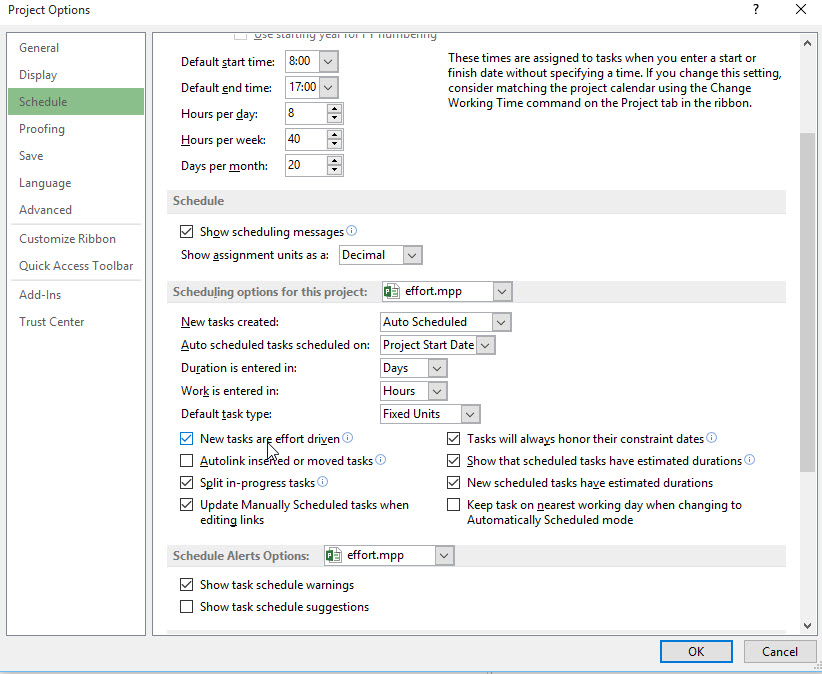 Project Options
?
General
Display
Schedule
Proofing
Save
Language
Advanced
Customize Ribbon
Quick Access Toolbar
Add-Ins
Trust Center
Use starting year for FY numbering
Default start time: 8:00
Default end time: 17:00
Hours per day: 8
Hours per week: 40
Days per month: 20
These times are assigned to tasks when you enter a start or
finish date without specifying a time. If you change this setting,
consider matching the project calendar using the Change
Working Time command on the Project tab in the ribbon.
Schedule
Show scheduling messages
Show assignment units as a: Decimal
Scheduling options for this project: effort.mpp
New tasks created: Auto Scheduled
Auto scheduled tasks scheduled on: Project Start Date
Duration is entered in: Days
Work is entered in: Hours
Default task type: Fixed Units
New tasks are effort driven
Autolink inserted or moved tasks
Split in-progress tasks
Update Manually Scheduled tasks when
editing links
Tasks will always honor their constraint dates
Show that scheduled tasks have estimated durations
New scheduled tasks have estimated durations
Keep task on nearest working day when changing to
Automatically Scheduled mode
Schedule Alerts Options: effort.mpp
Show task schedule warnings
Show task schedule suggestions
OK
Cancel